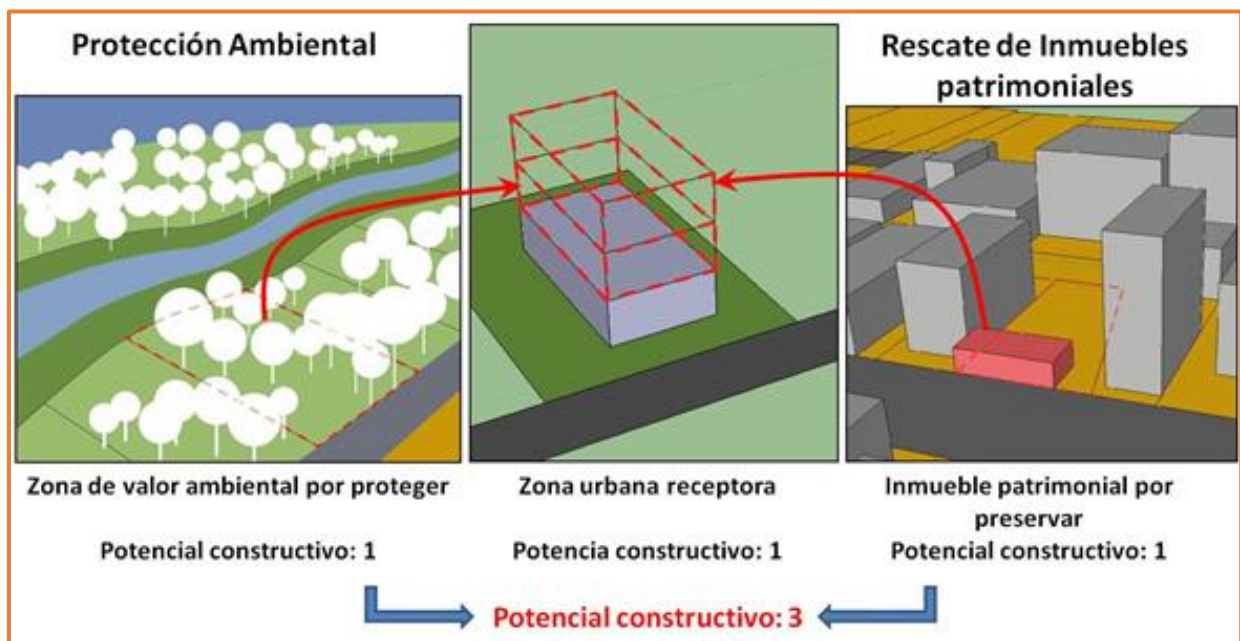 Protección Ambiental
Rescate de Inmuebles
patrimoniales
Zona de valor ambiental por proteger
Zona urbana receptora
Inmueble patrimonial por
preservar
Potencial constructivo: 1
Potencia constructivo: 1
Potencial constructivo: 1
Potencial constructivo: 3